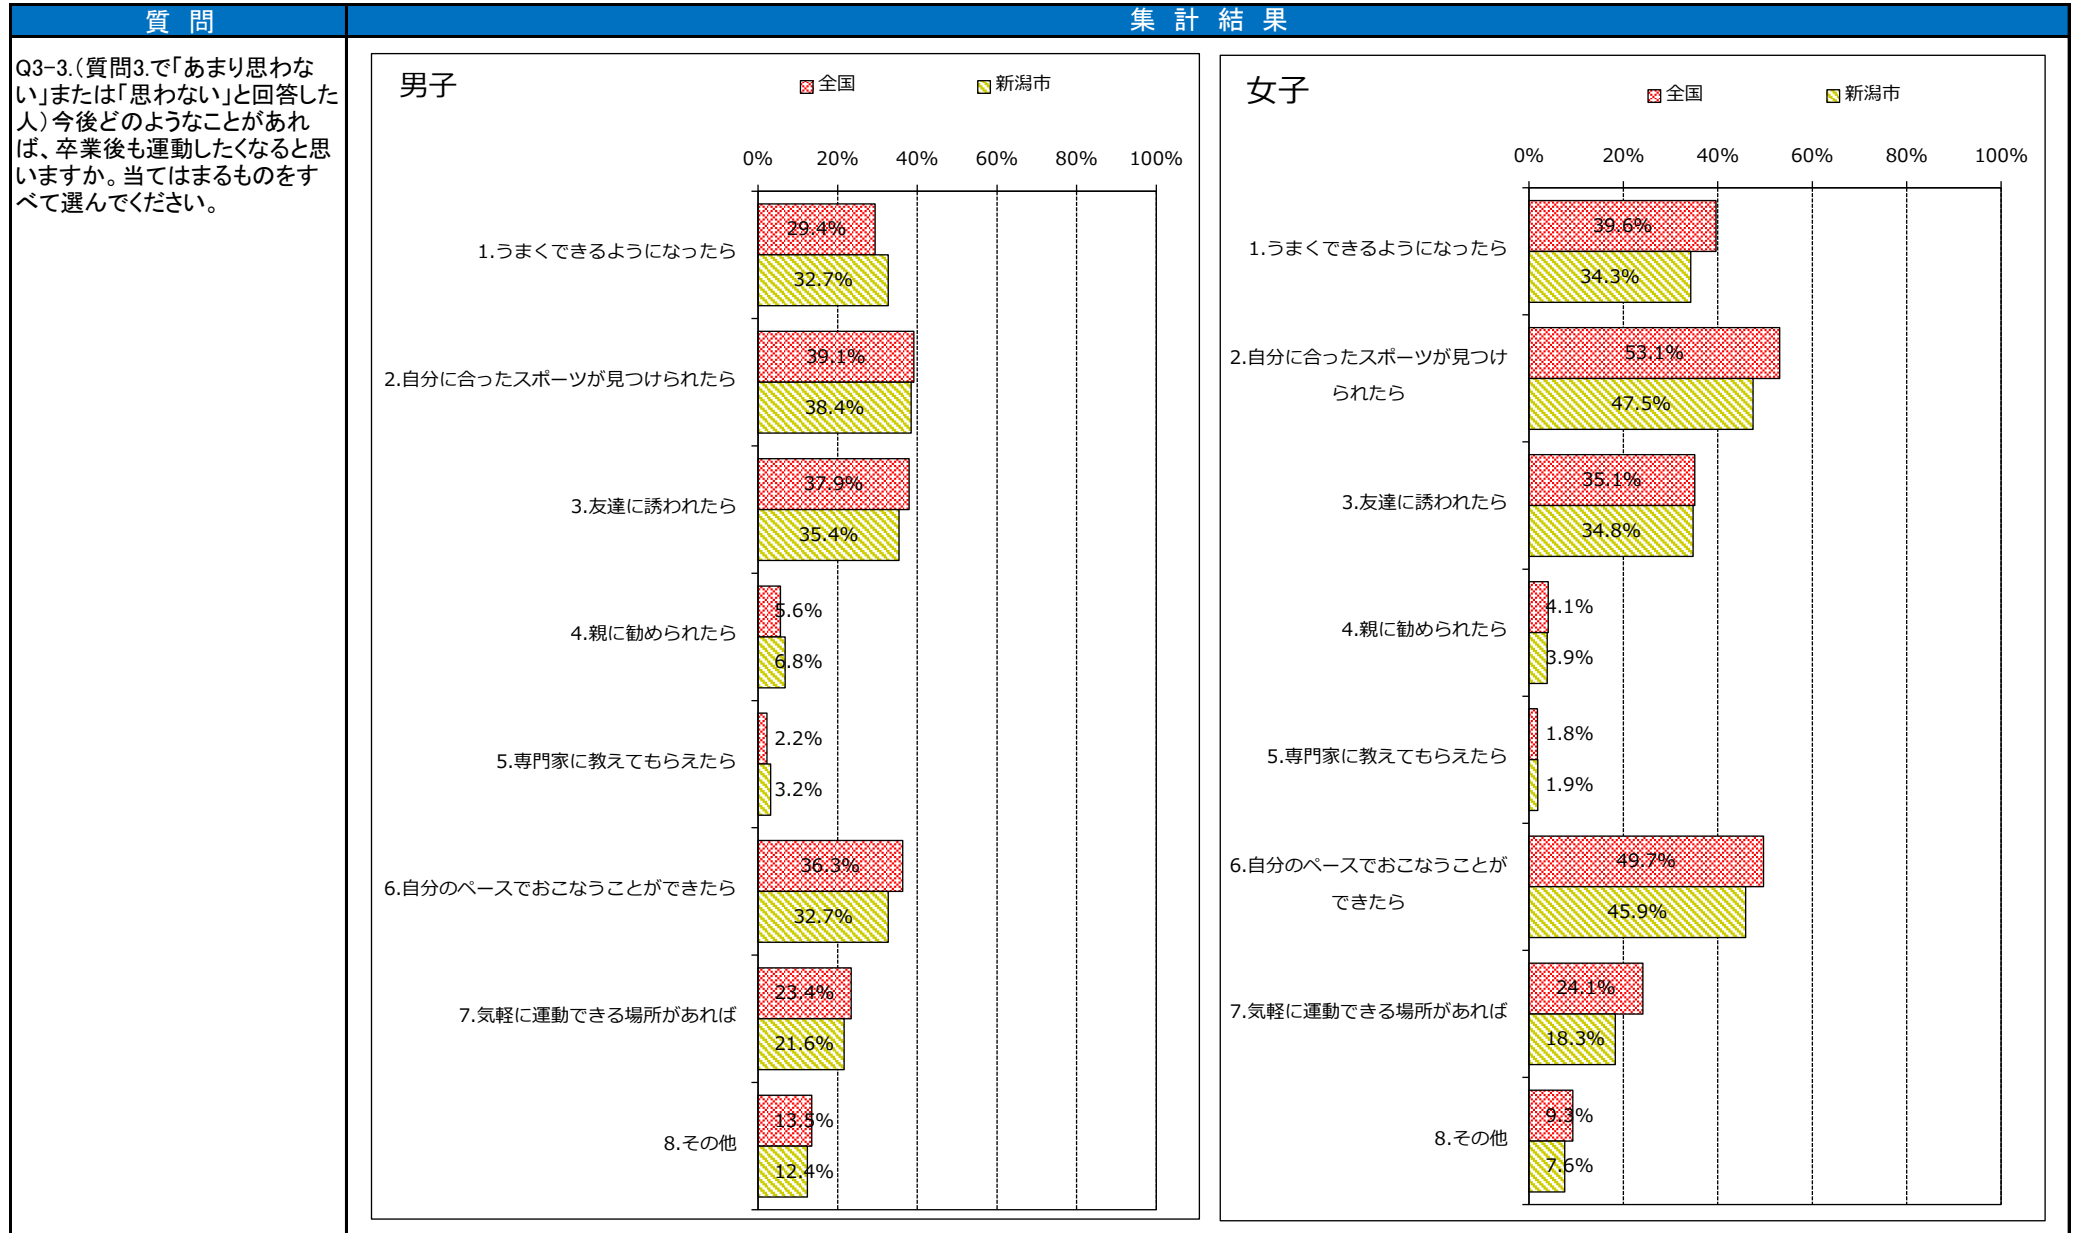 質 問
集 計 結 果
Q3-3.(質問3.で「あまり思わな
い」または「思わない」と回答した
人)今後どのようなことがあれ
ば、卒業後も運動したくなると思
いますか。当てはまるものをす
べて選んでください。
男子
全国
新潟市
0% 20% 40% 60% 80% 100%
1.うまくできるようになったら
29.4%
32.7%
2.自分に合ったスポーツが見つけられたら
39.1%
38.4%
3.友達に誘われたら
37.9%
35.4%
4.親に勧められたら
5.6%
6.8%
5.専門家に教えてもらえたら
2.2%
3.2%
6.自分のペースでおこなうことができたら
36.3%
32.7%
7.気軽に運動できる場所があれば
23.4%
21.6%
8.その他
13.5%
12.4%
女子
全国
新潟市
0% 20% 40% 60% 80% 100%
1.うまくできるようになったら
39.6%
34.3%
2.自分に合ったスポーツが見つけ
られたら
53.1%
47.5%
3.友達に誘われたら
35.1%
34.8%
4.親に勧められたら
4.1%
3.9%
5.専門家に教えてもらえたら
1.8%
1.9%
6.自分のペースでおこなうことが
できたら
49.7%
45.9%
7.気軽に運動できる場所があれば
24.1%
18.3%
8.その他
9.3%
7.6%